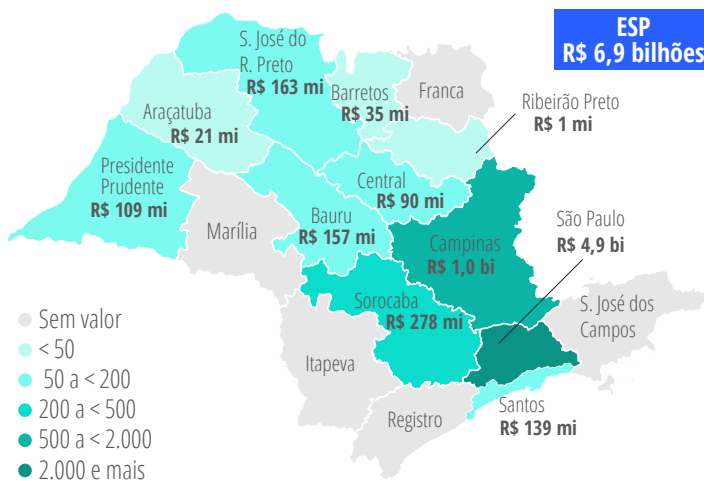 ESP
R$ 6,9 bilhões
S. José do
R. Preto
R$ 163 mi
Barretos
R$ 35 mi
Franca
Ribeirão Preto
R$ 1 mi
Araçatuba
R$ 21 mi
Presidente
Prudente
R$ 109 mi
Marília
Bauru
R$ 157 mi
Central
R$ 90 mi
Campinas
R$ 1,0 bi
São Paulo
R$ 4,9 bi
Sorocaba
R$ 278 mi
S. José dos
Campos
Itapeva
Registro
Santos
R$ 139 mi
Sem valor
< 50
50 a < 200
200 a < 500
500 a < 2.000
2.000 e mais